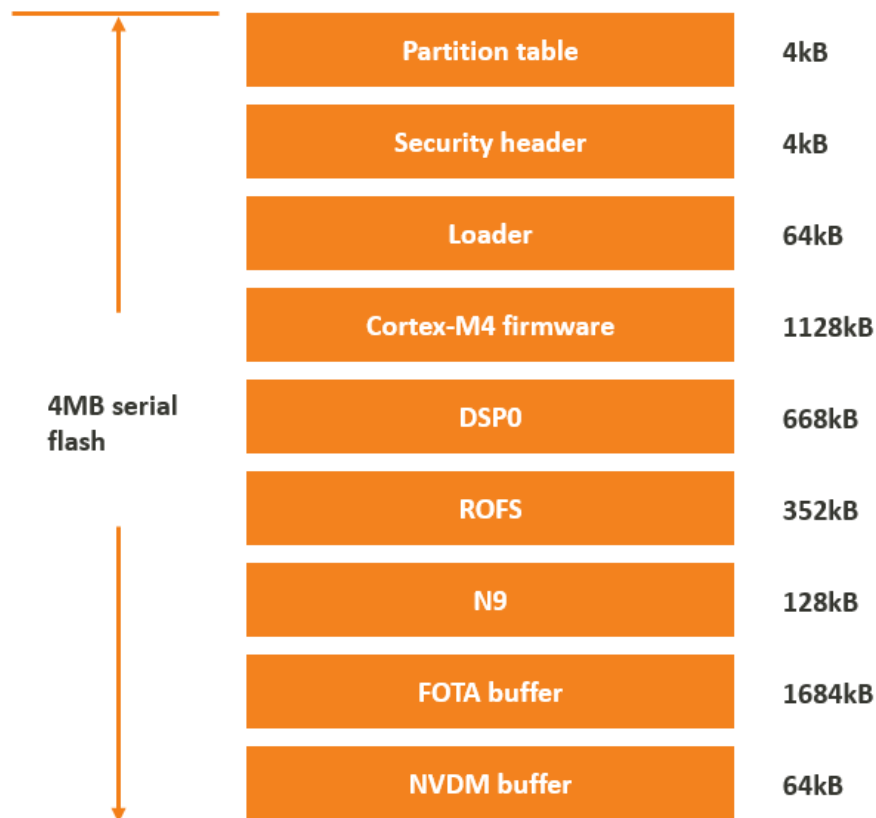 Partition table 4kB
Security header 4kB
Loader 64kB
Cortex-M4 firmware 1128kB
4MB serial
flash
DSP0 668kB
ROFS 352kB
N9 128kB
FOTA buffer 1684kB
NVDM buffer 64kB